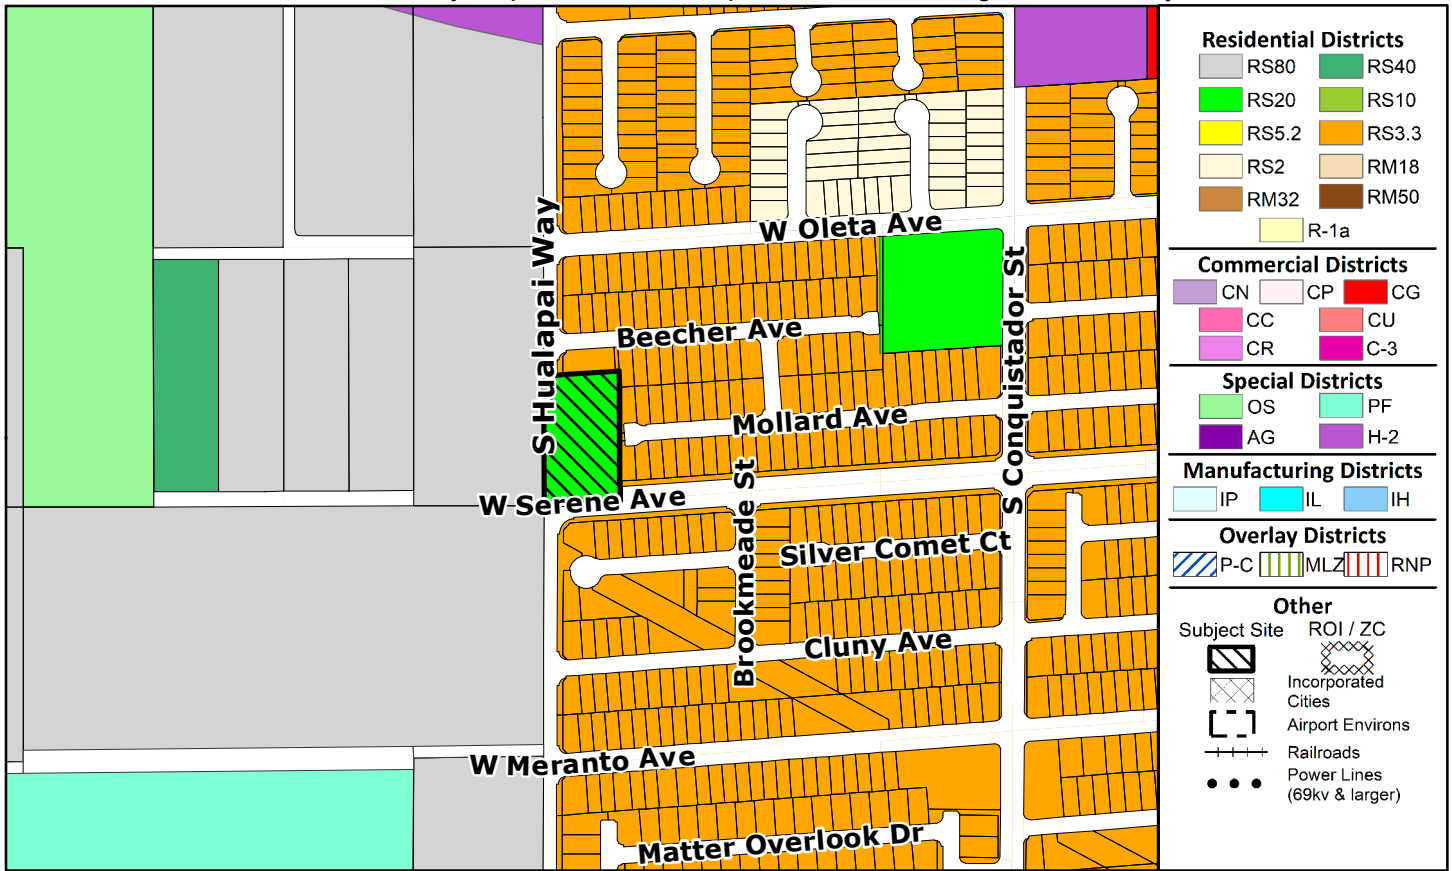 W Oleta Ave
S Hualapai Way
S Conquistador St
Beecher Ave
Mollard Ave
W Serene Ave
Brookmeade St
Silver Comet Ct
Cluny Ave
W Meranto Ave
Matter Overlook Dr
Residential Districts
RS80 RS40
RS20 RS10
RS5.2 RS3.3
RS2 RM18
RM32 RM50
R-1a
Commercial Districts
CN CP CG
CC CU
CR C-3
Special Districts
OS PF
AG H-2
Manufacturing Districts
IP IL IH
Overlay Districts
P-C MLZ RNP
Other
Subject Site ROI / ZC
Incorporated
Cities
Airport Environs
Railroads
Power Lines
(69kv & larger)